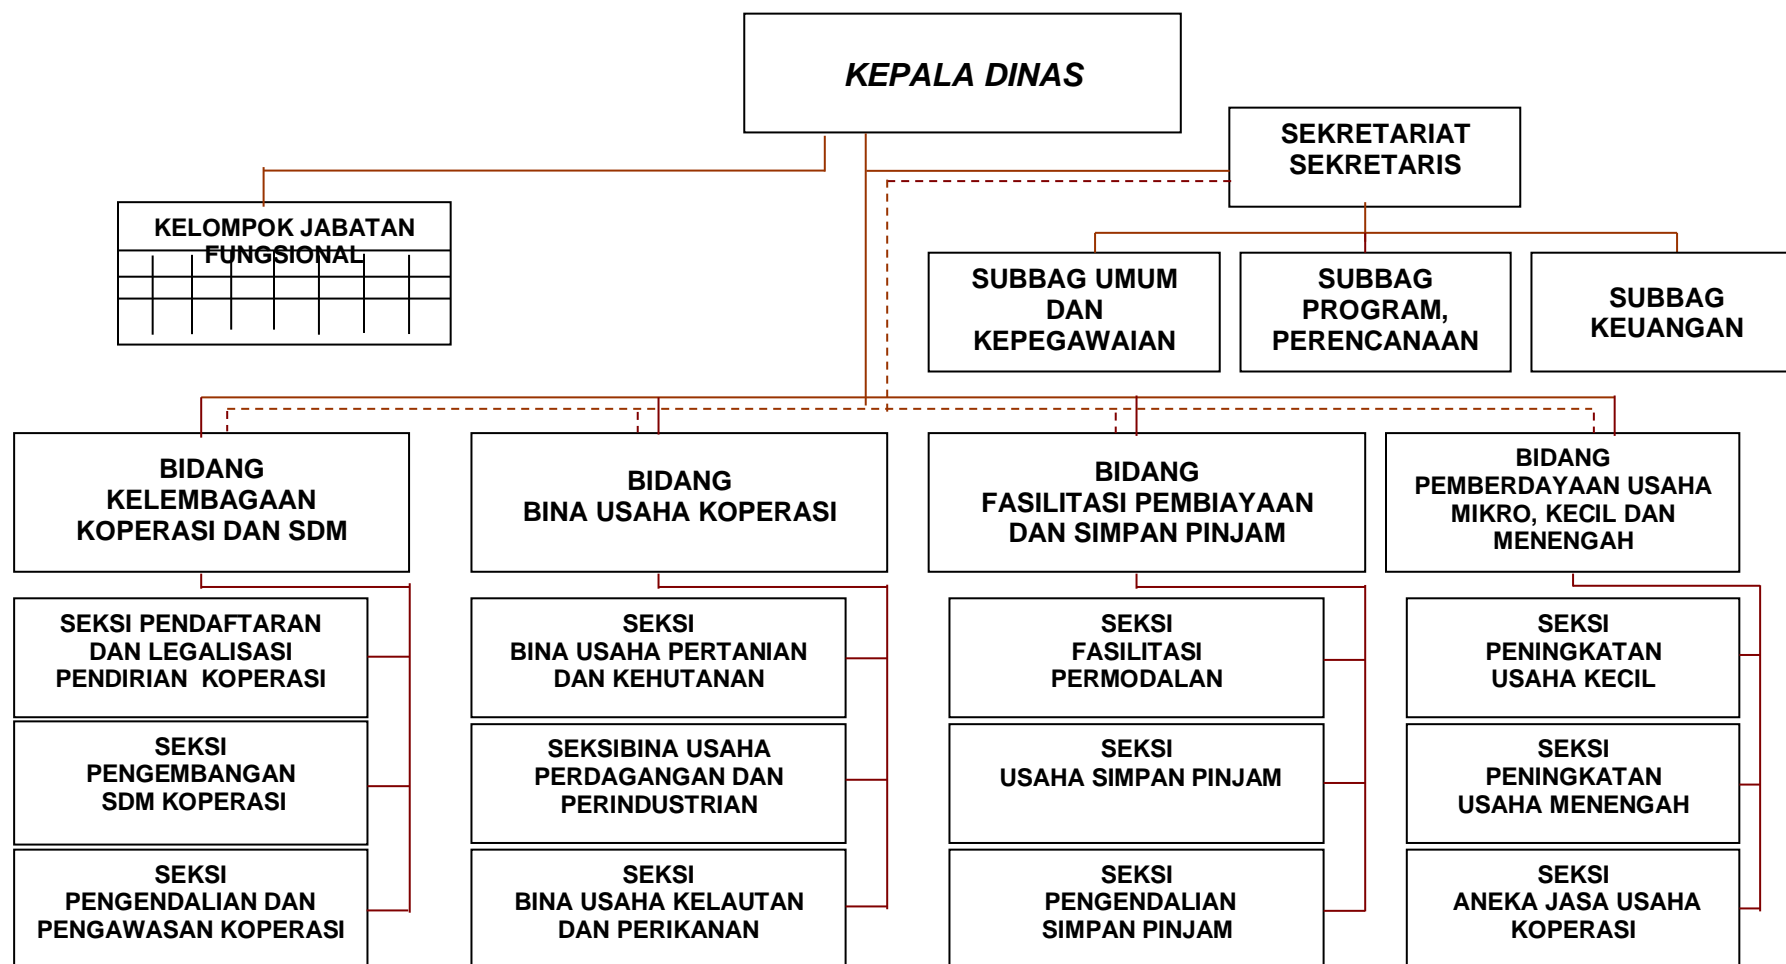 KEPALA DINAS
SEKRETARIAT
SEKRETARIS
KELOMPOK JABATAN
FUNGSIONAL
SUBBAG UMUM
DAN
KEPEGAWAIAN
SUBBAG
PROGRAM,
PERENCANAAN
SUBBAG
KEUANGAN
BIDANG
KELEMBAGAAN
KOPERASI DAN SDM
BIDANG
BINA USAHA KOPERASI
BIDANG
FASILITASI PEMBIAYAAN
DAN SIMPAN PINJAM
BIDANG
PEMBERDAYAAN USAHA
MIKRO, KECIL DAN
MENENGAH
SEKSI PENDAFTARAN
DAN LEGALISASI
PENDIRIAN  KOPERASI
SEKSI
BINA USAHA PERTANIAN
DAN KEHUTANAN
SEKSI
FASILITASI
PERMODALAN
SEKSI
PENINGKATAN
USAHA KECIL
SEKSI
PENGEMBANGAN
SDM KOPERASI
SEKSIBINA USAHA
PERDAGANGAN DAN
PERINDUSTRIAN
SEKSI
USAHA SIMPAN PINJAM
SEKSI
PENINGKATAN
USAHA MENENGAH
SEKSI
PENGENDALIAN DAN
PENGAWASAN KOPERASI
SEKSI
BINA USAHA KELAUTAN
DAN PERIKANAN
SEKSI
PENGENDALIAN
SIMPAN PINJAM
SEKSI
ANEKA JASA USAHA
KOPERASI